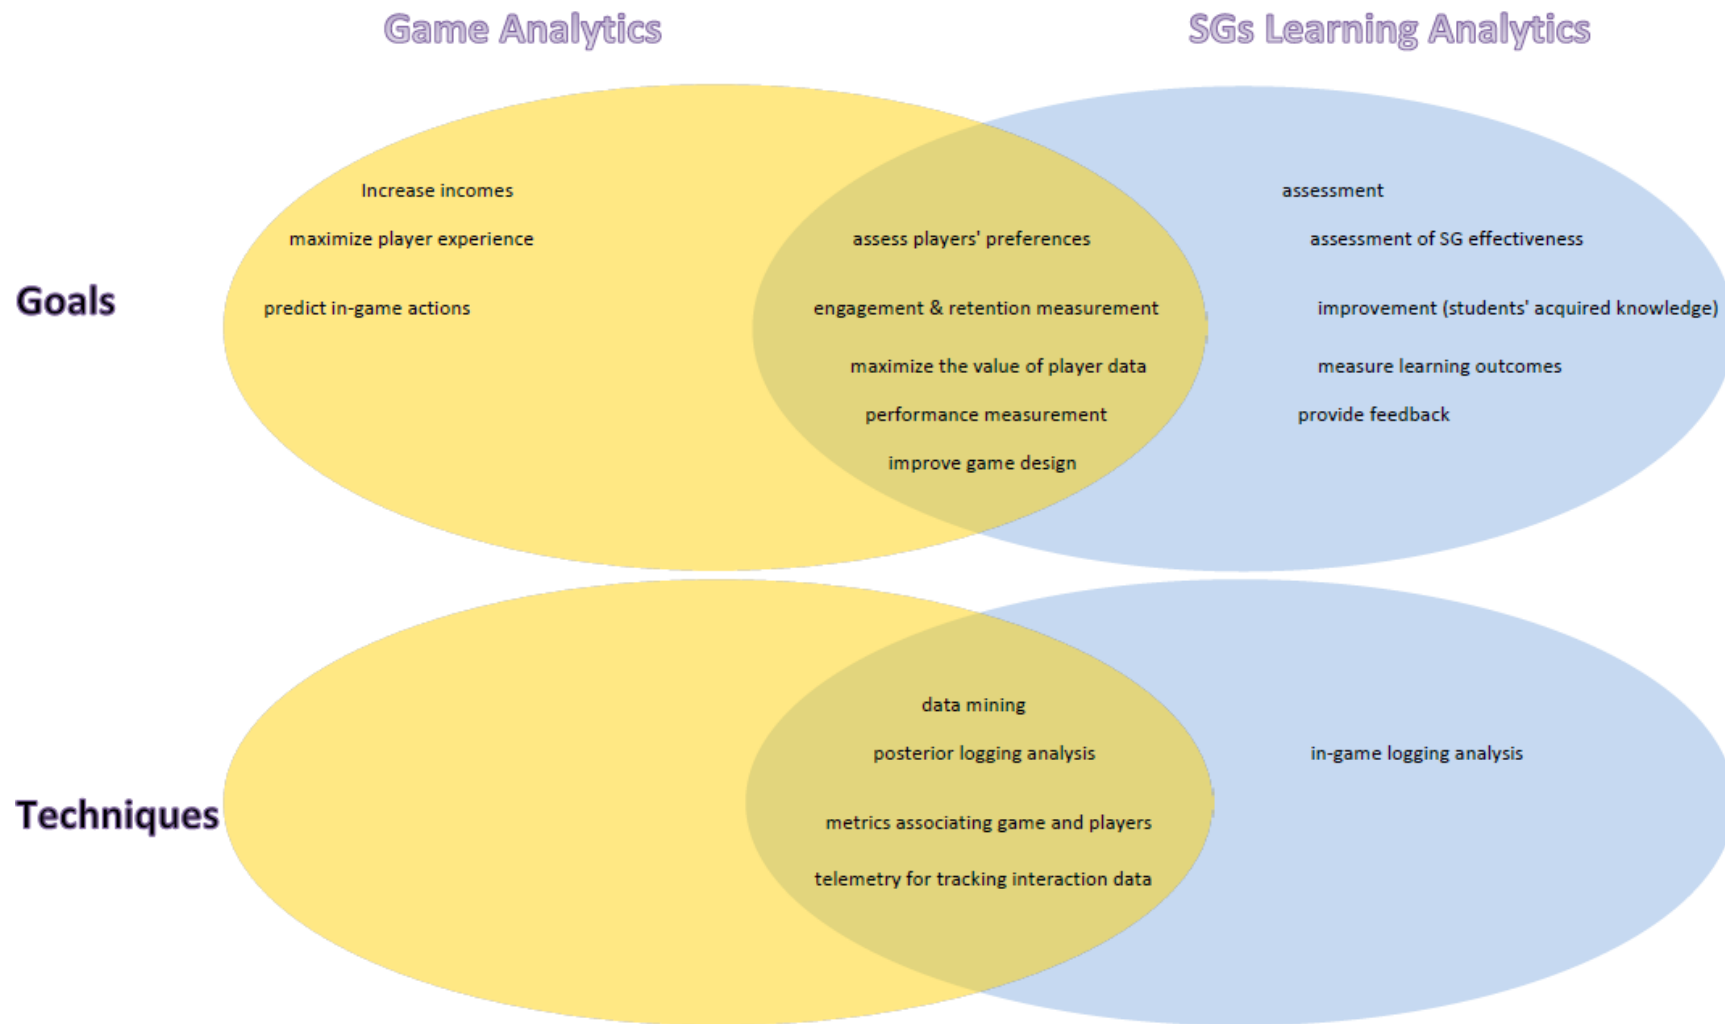 Game Analytics
SGs Learning Analytics
Goals
Increase incomes
maximize player experience
predict in-game actions
assess players' preferences
engagement & retention measurement
maximize the value of player data
performance measurement
improve game design
assessment
assessment of SG effectiveness
improvement (students' acquired knowledge)
measure learning outcomes
provide feedback
Techniques
data mining
posterior logging analysis
metrics associating game and players
telemetry for tracking interaction data
in-game logging analysis